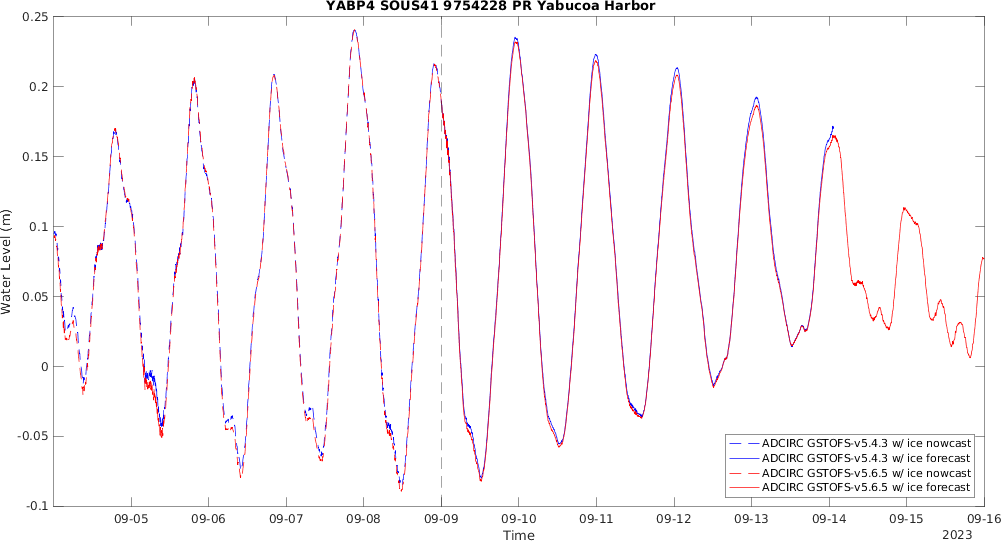 YABP4 SOUS41 9754228 PR Yabucoa Harbor
0.25
0.2
0.15
0.1
0.05
0
-0.05
-0.1
Water Level (m)
ADCIRC GSTOFS-v5.4.3 w/ ice nowcast
ADCIRC GSTOFS-v5.4.3 w/ ice forecast
ADCIRC GSTOFS-v5.6.5 w/ ice nowcast
ADCIRC GSTOFS-v5.6.5 w/ ice forecast
09-05 09-06 09-07 09-08 09-09 09-10 09-11 09-12 09-13 09-14 09-15 09-16
Time
2023